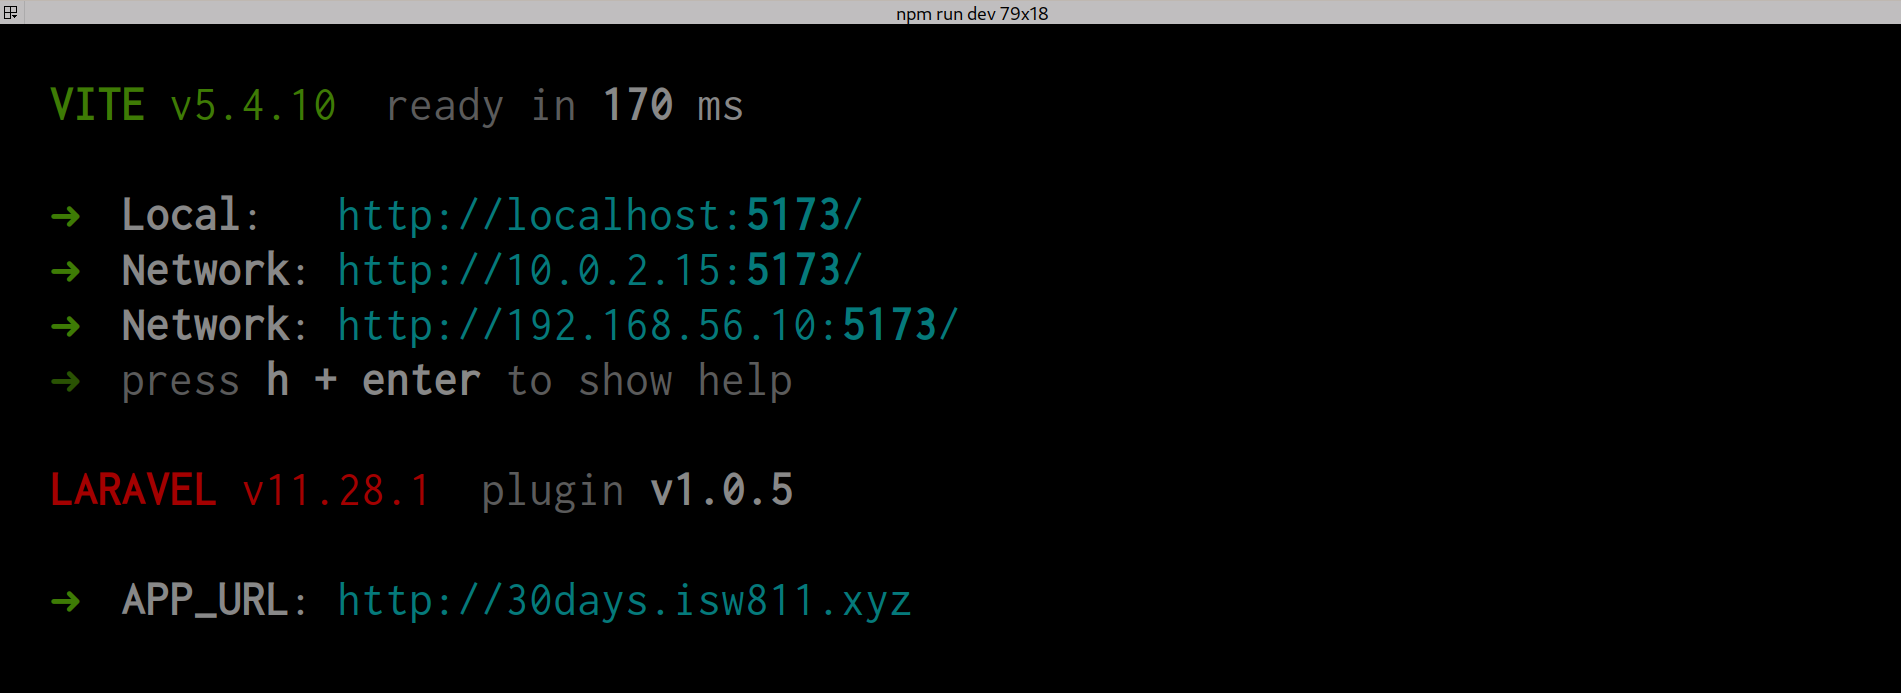 npm run dev 79x18
VITE v5.4.10  ready in 170 ms
➜  Local:   http://localhost:5173/
➜  Network: http://10.0.2.15:5173/
➜  Network: http://192.168.56.10:5173/
➜  press h + enter to show help
LARAVEL v11.28.1  plugin v1.0.5
➜  APP_URL: http://30days.isw811.xyz